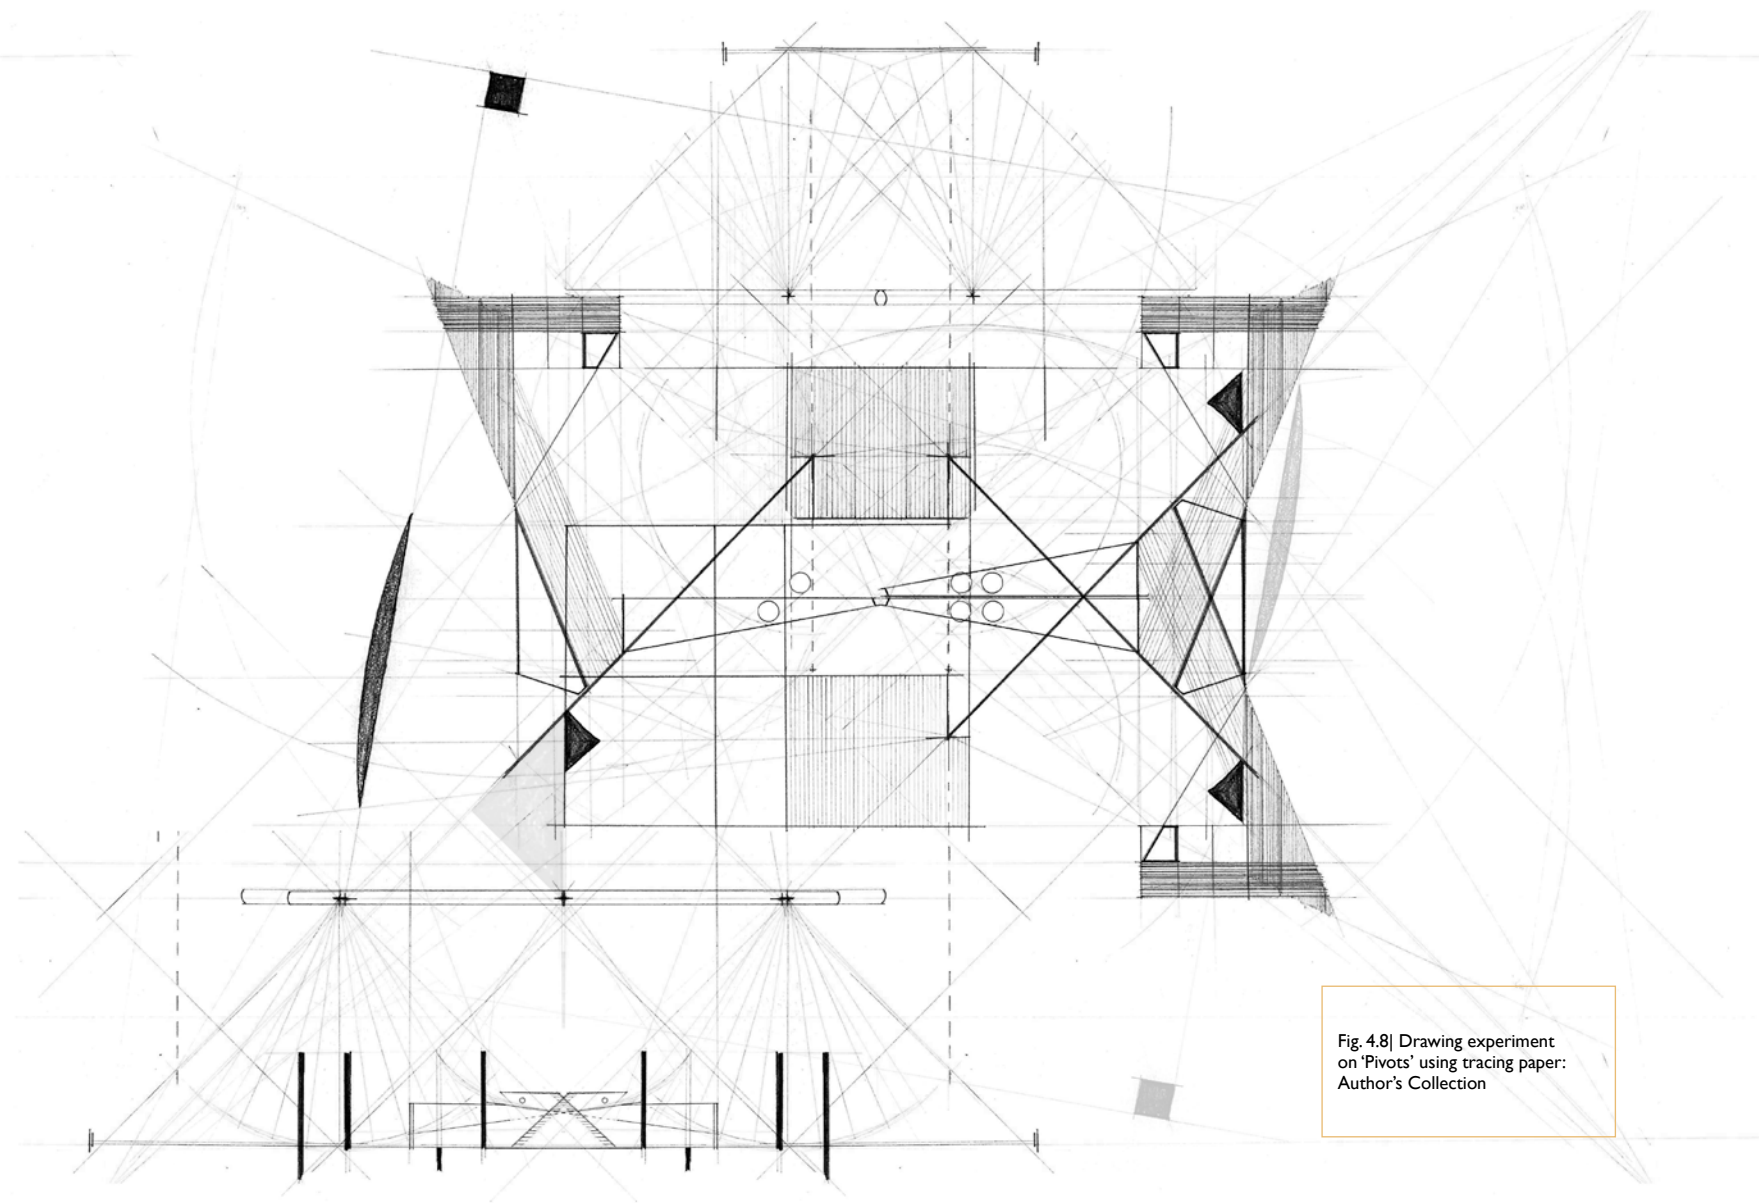 Fig. 4.8| Drawing experiment
on ‘Pivots’ using tracing paper:
Author’s Collection